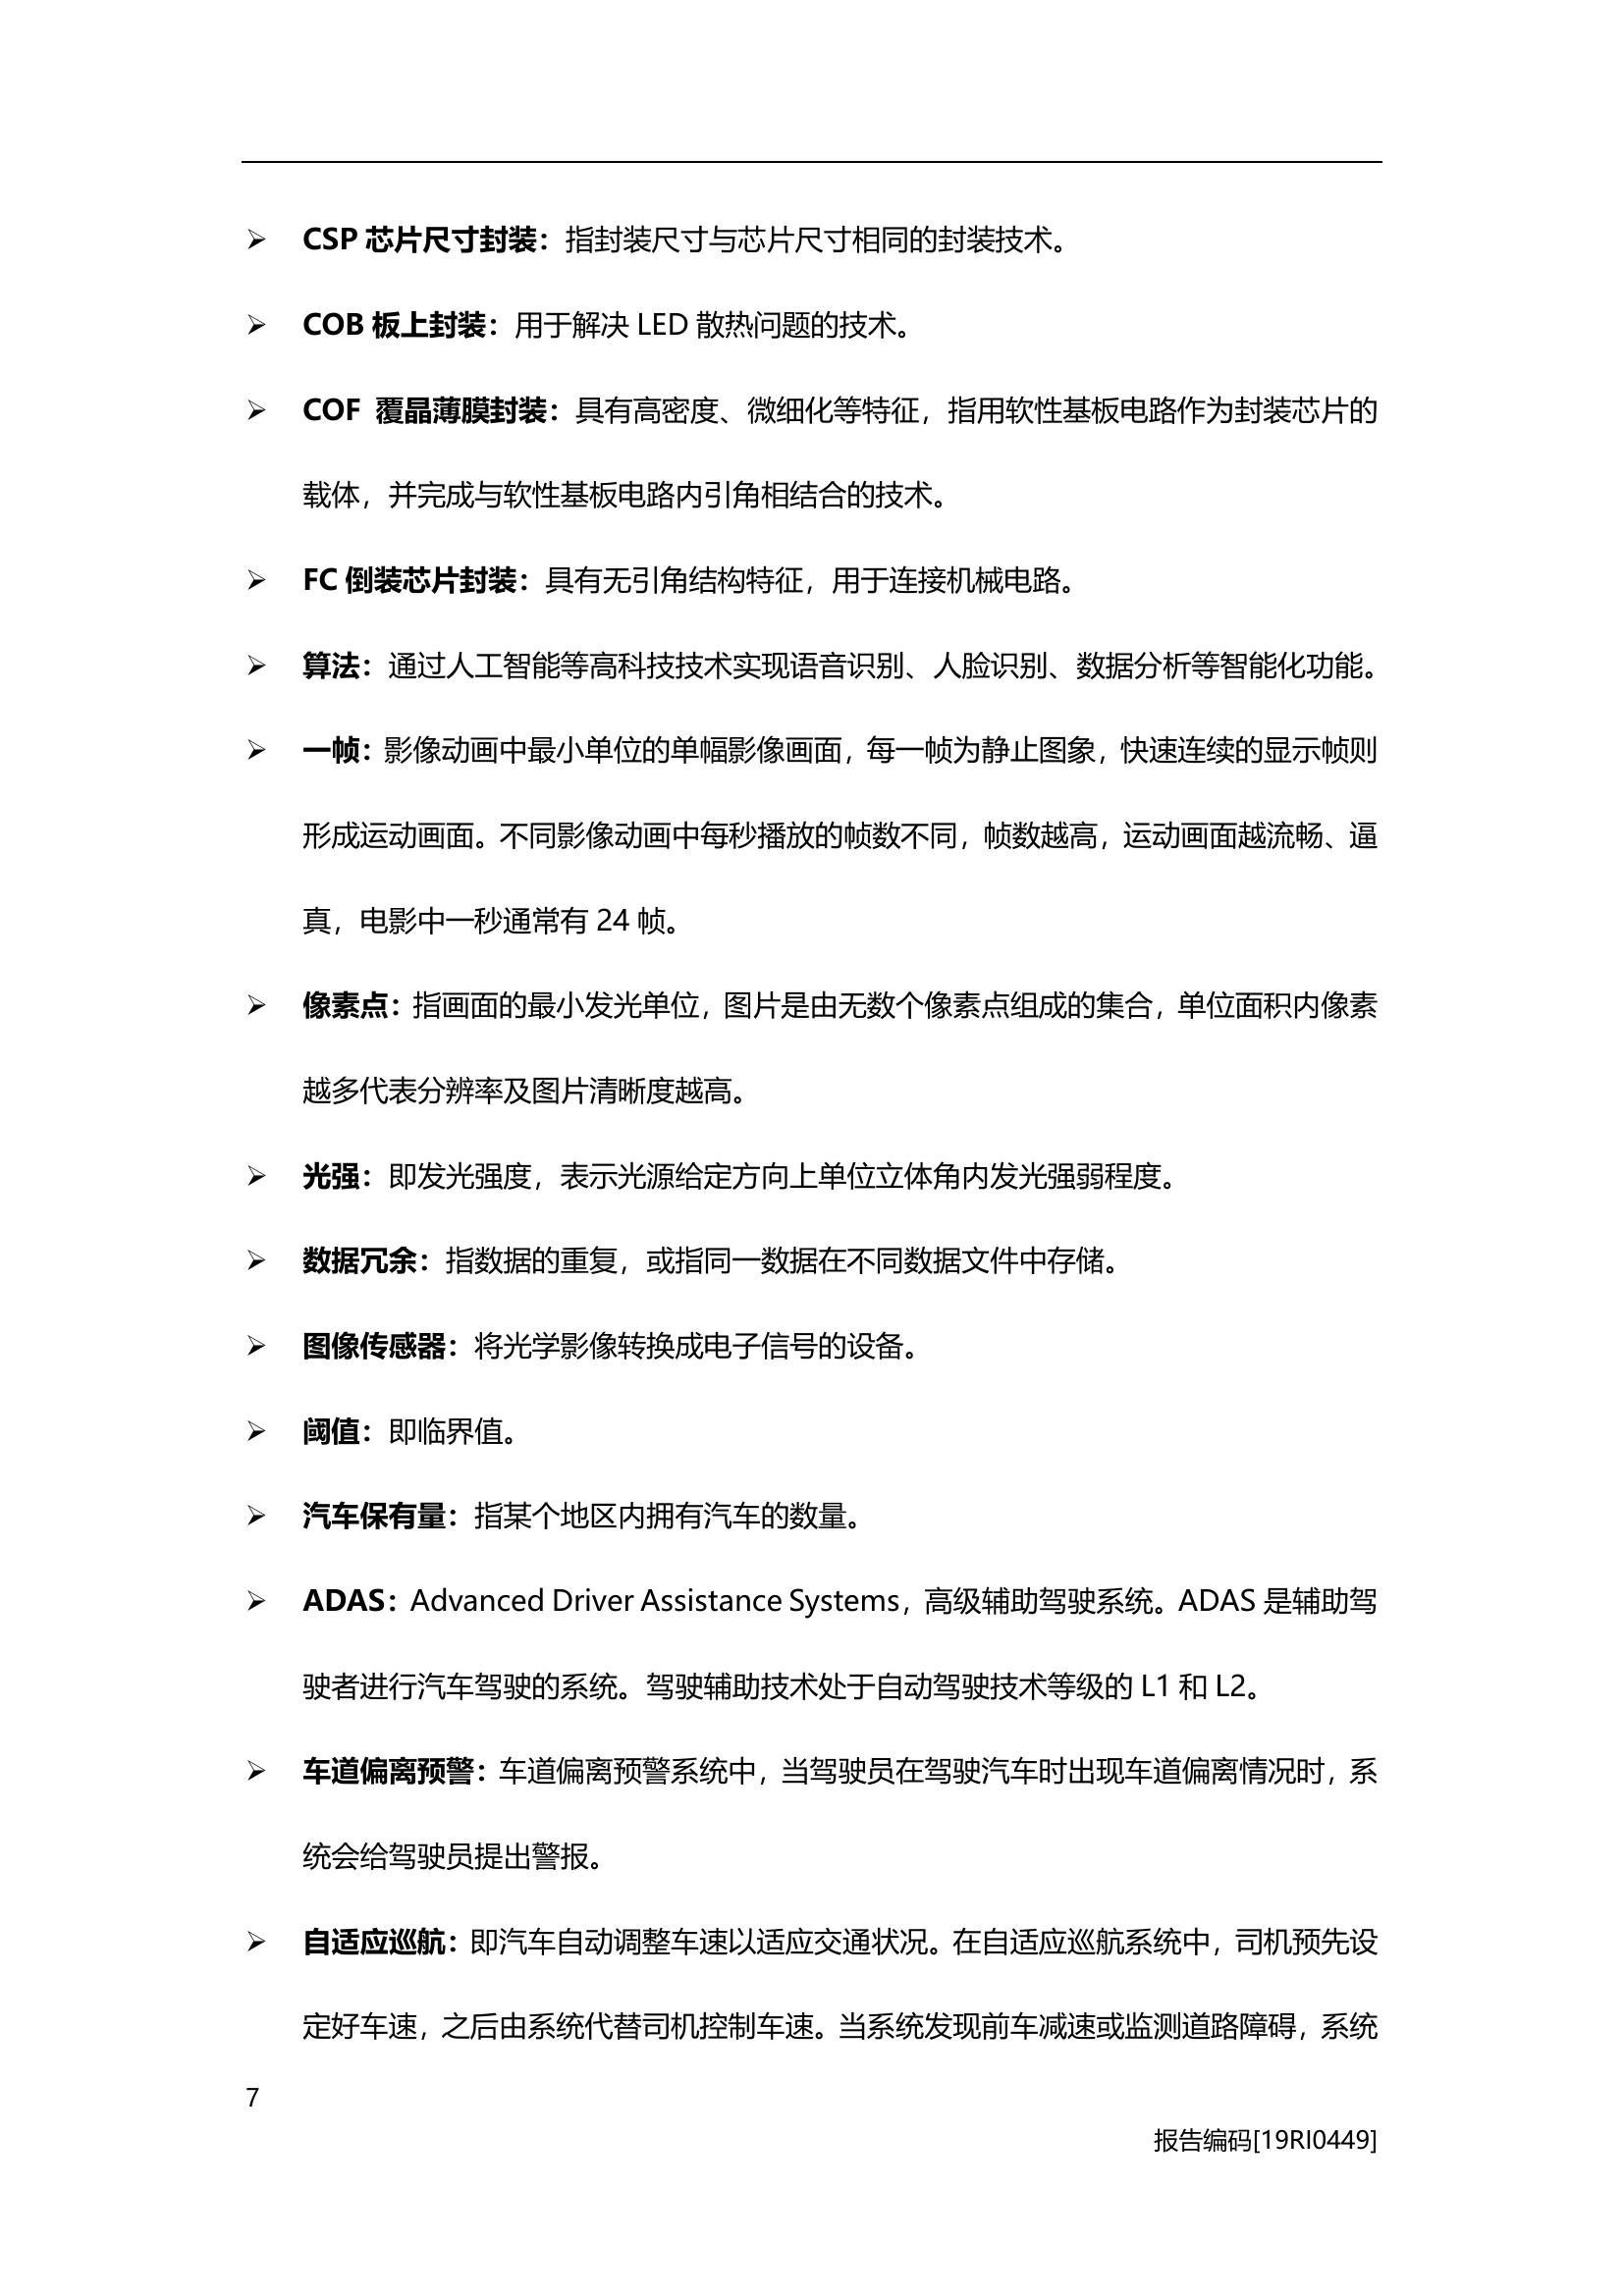 ➢ CSP 芯片尺寸封装：指封装尺寸与芯片尺寸相同的封装技术。
➢ COB 板上封装：用于解决 LED 散热问题的技术。
➢ COF 覆晶薄膜封装：具有高密度、微细化等特征，指用软性基板电路作为封装芯片的
载体，并完成与软性基板电路内引角相结合的技术。
➢ FC 倒装芯片封装：具有无引角结构特征，用于连接机械电路。
➢ 算法：通过人工智能等高科技技术实现语音识别、人脸识别、数据分析等智能化功能。
➢ 一帧：影像动画中最小单位的单幅影像画面，每一帧为静止图象，快速连续的显示帧则
形成运动画面。不同影像动画中每秒播放的帧数不同，帧数越高，运动画面越流畅、逼
真，电影中一秒通常有 24 帧。
➢ 像素点：指画面的最小发光单位，图片是由无数个像素点组成的集合，单位面积内像素
越多代表分辨率及图片清晰度越高。
➢ 光强：即发光强度，表示光源给定方向上单位立体角内发光强弱程度。
➢ 数据冗余：指数据的重复，或指同一数据在不同数据文件中存储。
➢ 图像传感器：将光学影像转换成电子信号的设备。
➢ 阈值：即临界值。
➢ 汽车保有量：指某个地区内拥有汽车的数量。
➢ ADAS：Advanced Driver Assistance Systems，高级辅助驾驶系统。ADAS 是辅助驾
驶者进行汽车驾驶的系统。驾驶辅助技术处于自动驾驶技术等级的 L1 和 L2。
➢ 车道偏离预警：车道偏离预警系统中，当驾驶员在驾驶汽车时出现车道偏离情况时，系
统会给驾驶员提出警报。
➢ 自适应巡航：即汽车自动调整车速以适应交通状况。在自适应巡航系统中，司机预先设
定好车速，之后由系统代替司机控制车速。当系统发现前车减速或监测道路障碍，系统
7
报告编码[19RI0449]